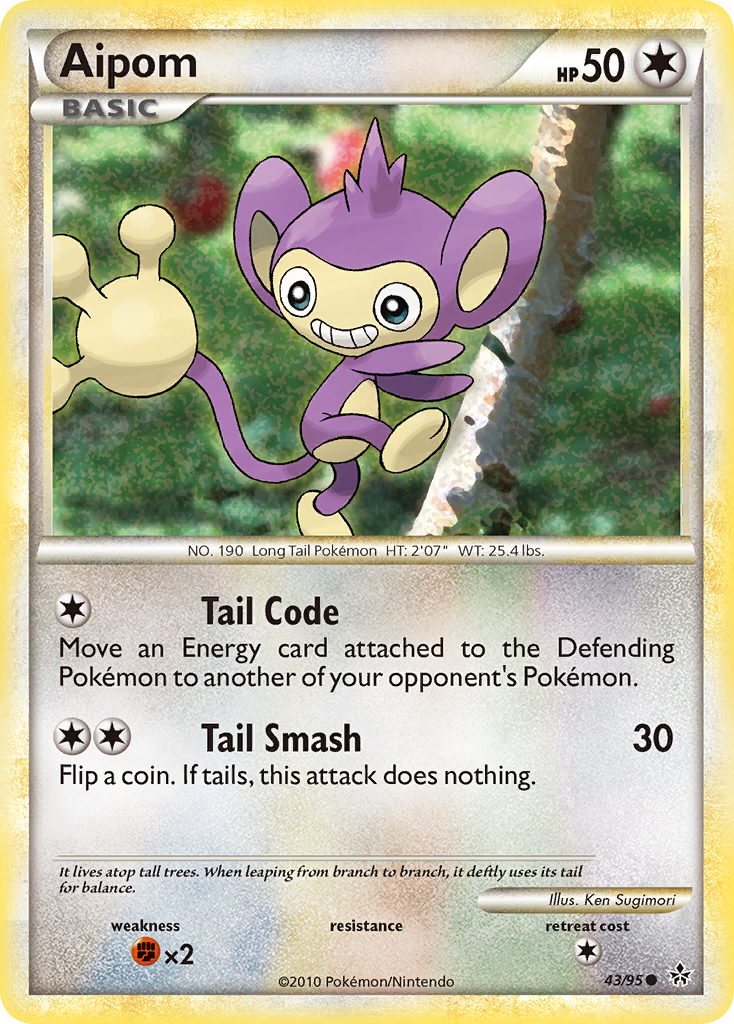 Aipom
HP 50
BASIC
NO. 190 Long Tail Pokémon HT: 2'07" WT: 25.4 lbs.
Tail Code
Move an Energy card attached to the Defending
Pokémon to another of your opponent's Pokémon.
Tail Smash 30
Flip a coin. If tails, this attack does nothing.
It lives atop tall trees. When leaping from branch to branch, it deftly uses its tail
for balance.
Illus. Ken Sugimori
weakness resistance retreat cost
×2
©2010 Pokémon/Nintendo 43/95